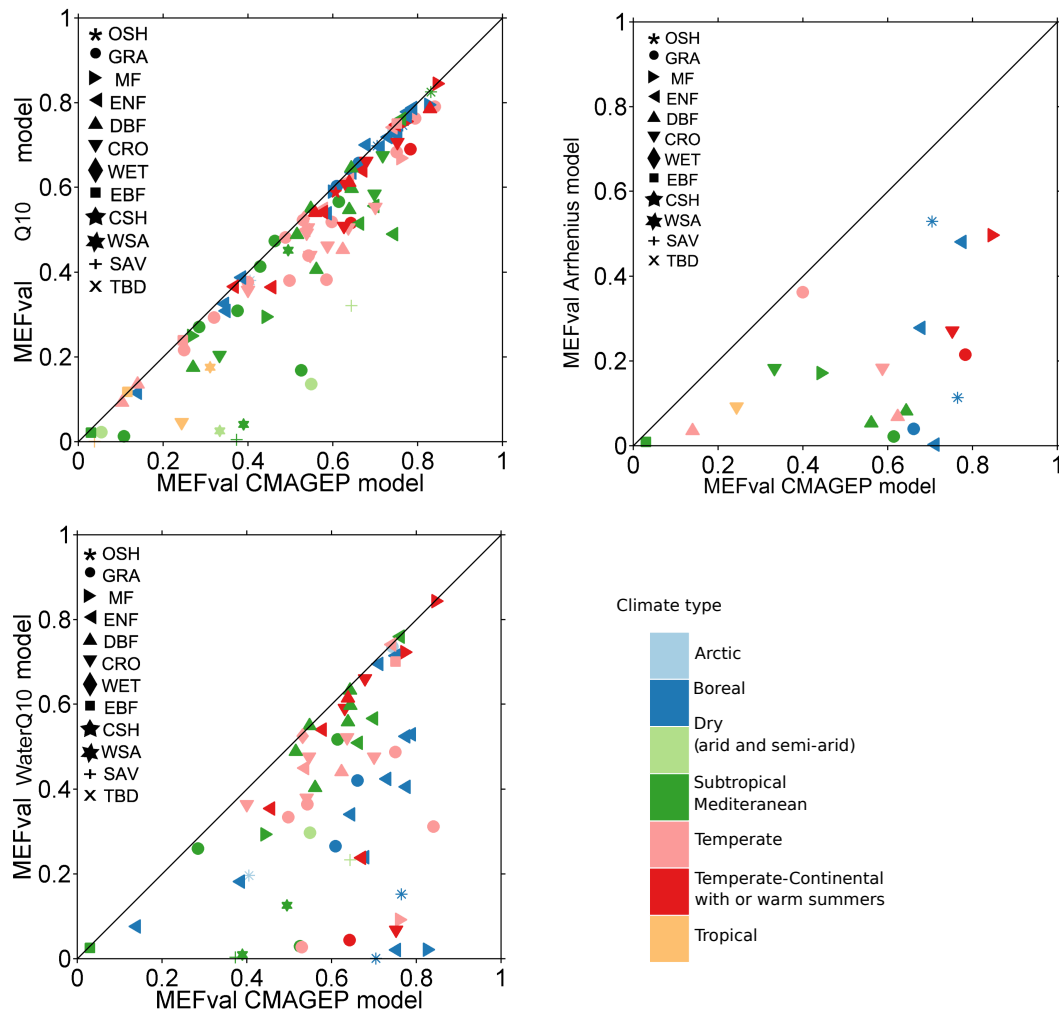 MEFval Q10 model
1
0.8
0.6
0.4
0.2
0
OSH
GRA
MF
ENF
DBF
CRO
WET
EBF
CSH
WSA
SAV
TBD
0 0.2 0.4 0.6 0.8 1
MEFval CMAGEP model
MEFval Arrhenius model
1
0.8
0.6
0.4
0.2
0
OSH
GRA
MF
ENF
DBF
CRO
WET
EBF
CSH
WSA
SAV
TBD
0 0.2 0.4 0.6 0.8 1
MEFval CMAGEP model
MEFval WaterQ10 model
1
0.8
0.6
0.4
0.2
0
OSH
GRA
MF
ENF
DBF
CRO
WET
EBF
CSH
WSA
SAV
TBD
0 0.2 0.4 0.6 0.8 1
MEFval CMAGEP model
Climate type
Arctic
Boreal
Dry
(arid and semi-arid)
Subtropical
Mediteranean
Temperate
Temperate-Continental
with or warm summers
Tropical